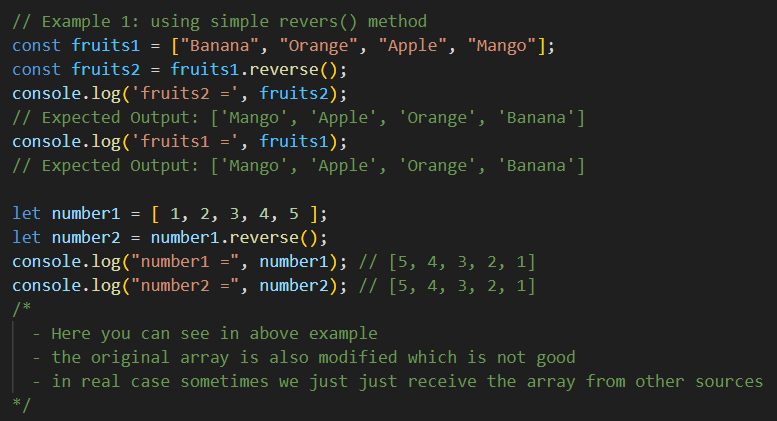 // Example 1: using simple revers() method
const fruits1 = ["Banana", "Orange", "Apple", "Mango"];
const fruits2 = fruits1.reverse();
console.log('fruits2 =', fruits2);
// Expected Output: ['Mango', 'Apple', 'Orange', 'Banana']
console.log('fruits1 =', fruits1);
// Expected Output: ['Mango', 'Apple', 'Orange', 'Banana']

let number1 = [ 1, 2, 3, 4, 5 ];
let number2 = number1.reverse();
console.log("number1 =", number1); // [5, 4, 3, 2, 1]
console.log("number2 =", number2); // [5, 4, 3, 2, 1]
/*
  - Here you can see in above example
  - the original array is also modified which is not good
  - in real case sometimes we just just receive the array from other sources
*/